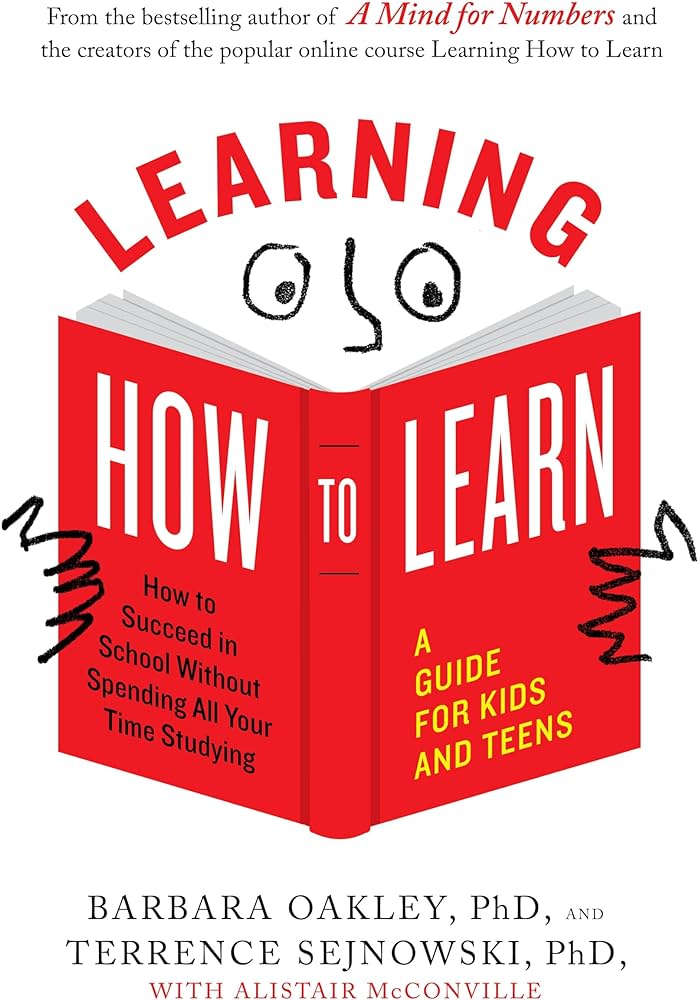 From the bestselling author of A Mind for Numbers and
the creators of the popular online course Learning How to Learn
LEARNING
HOW
TO
LEARN
How to
Succeed in
School Without
Spending All Your
Time Studying
A
GUIDE
FOR KIDS
AND TEENS
BARBARA OAKLEY, PhD, AND
TERRENCE SEJNOWSKI, PhD,
WITH ALISTAIR McCONVILLE